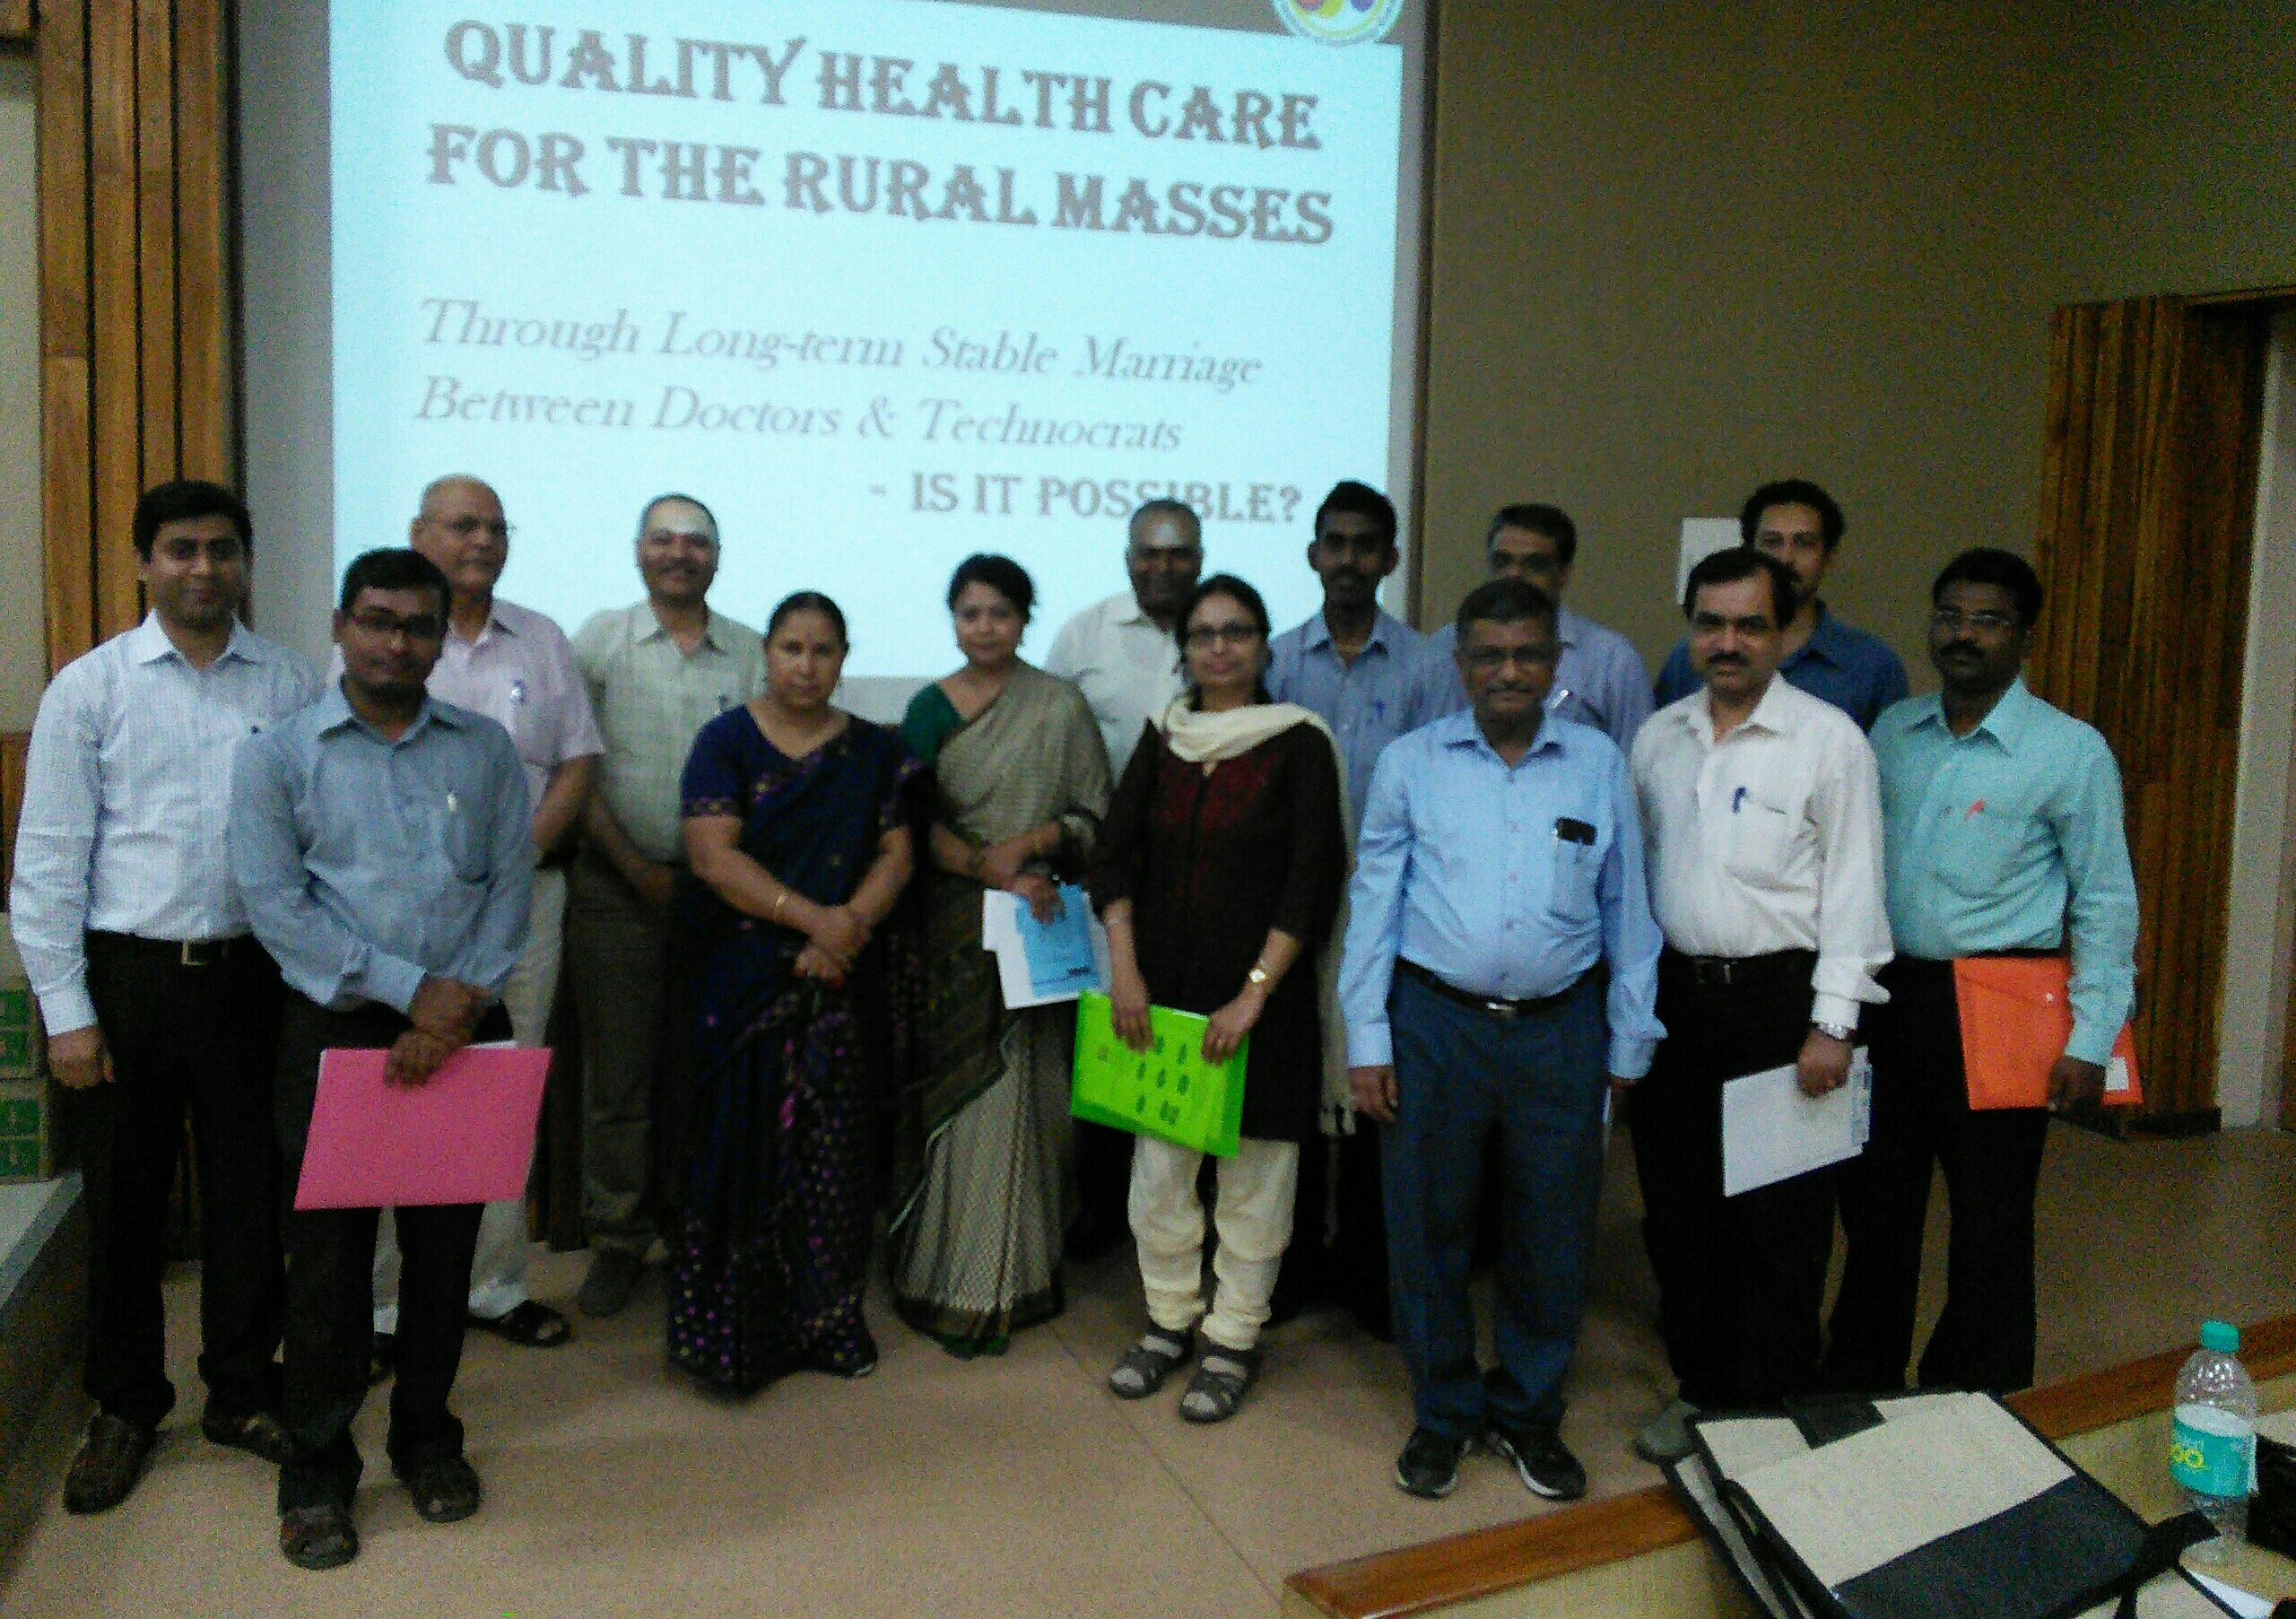 QUALITY HEALTH CARE
FOR THE RURAL MASSES
Through Long-term Stable Marriage
Between Doctors & Technocrats
- IS IT POSSIBLE?